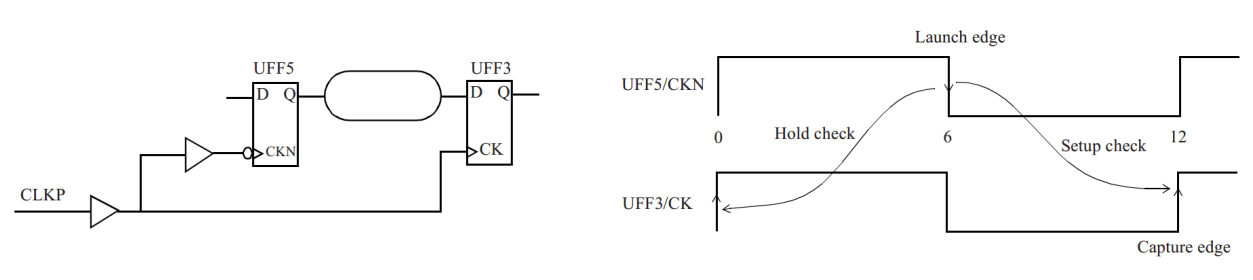 UFF5
D Q
CKN
UFF3
D Q
CK
CLKP
Launch edge
UFF5/CKN
0
6
12
Hold check
Setup check
UFF3/CK
Capture edge